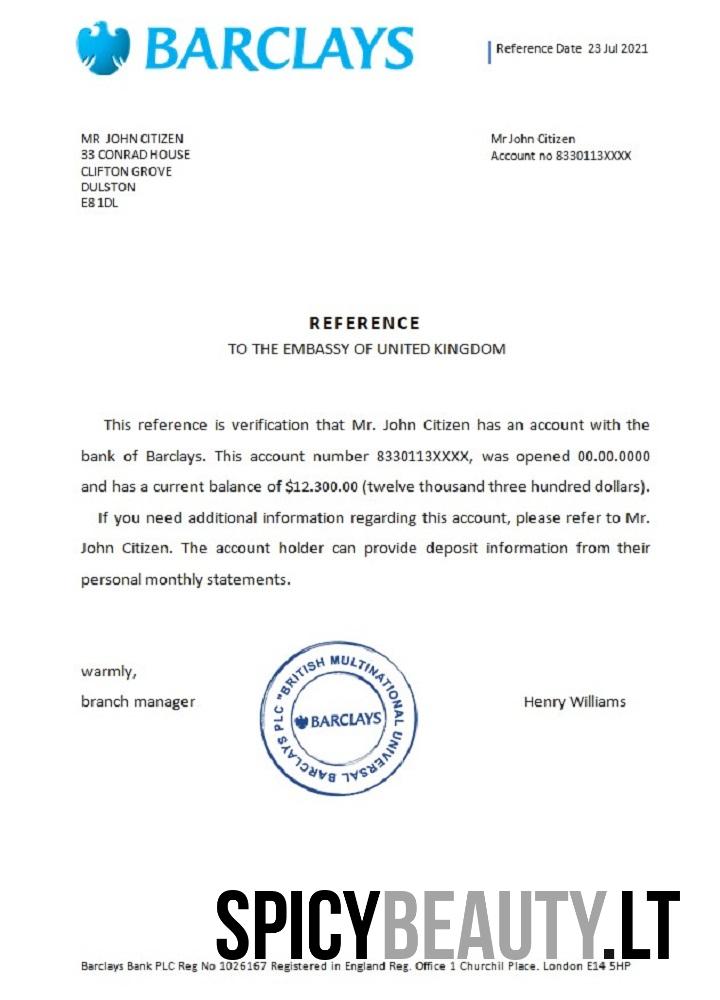 BARCLAYS
Reference Date 23 Jul 2021
MR JOHN CITIZEN
33 CONRAD HOUSE
CLIFTON GROVE
DULSTON
E8 1DL
Mr John Citizen
Account no 8330113XXXX
REFERENCE
TO THE EMBASSY OF UNITED KINGDOM
This reference is verification that Mr. John Citizen has an account with the
bank of Barclays. This account number 8330113XXXX, was opened 00.00.0000
and has a current balance of $12.300.00 (twelve thousand three hundred dollars).
If you need additional information regarding this account, please refer to Mr.
John Citizen. The account holder can provide deposit information from their
personal monthly statements.
warmly,
branch manager
BARCLAYS PLC "BRITISH MULTINATIONAL UNIVERSAL
BARCLAYS
Henry Williams
SPICYBEAUTY.LT
Barclays Bank PLC Reg No 1026167 Registered in England Reg. Office 1 Churchil Place. London E14 5HP